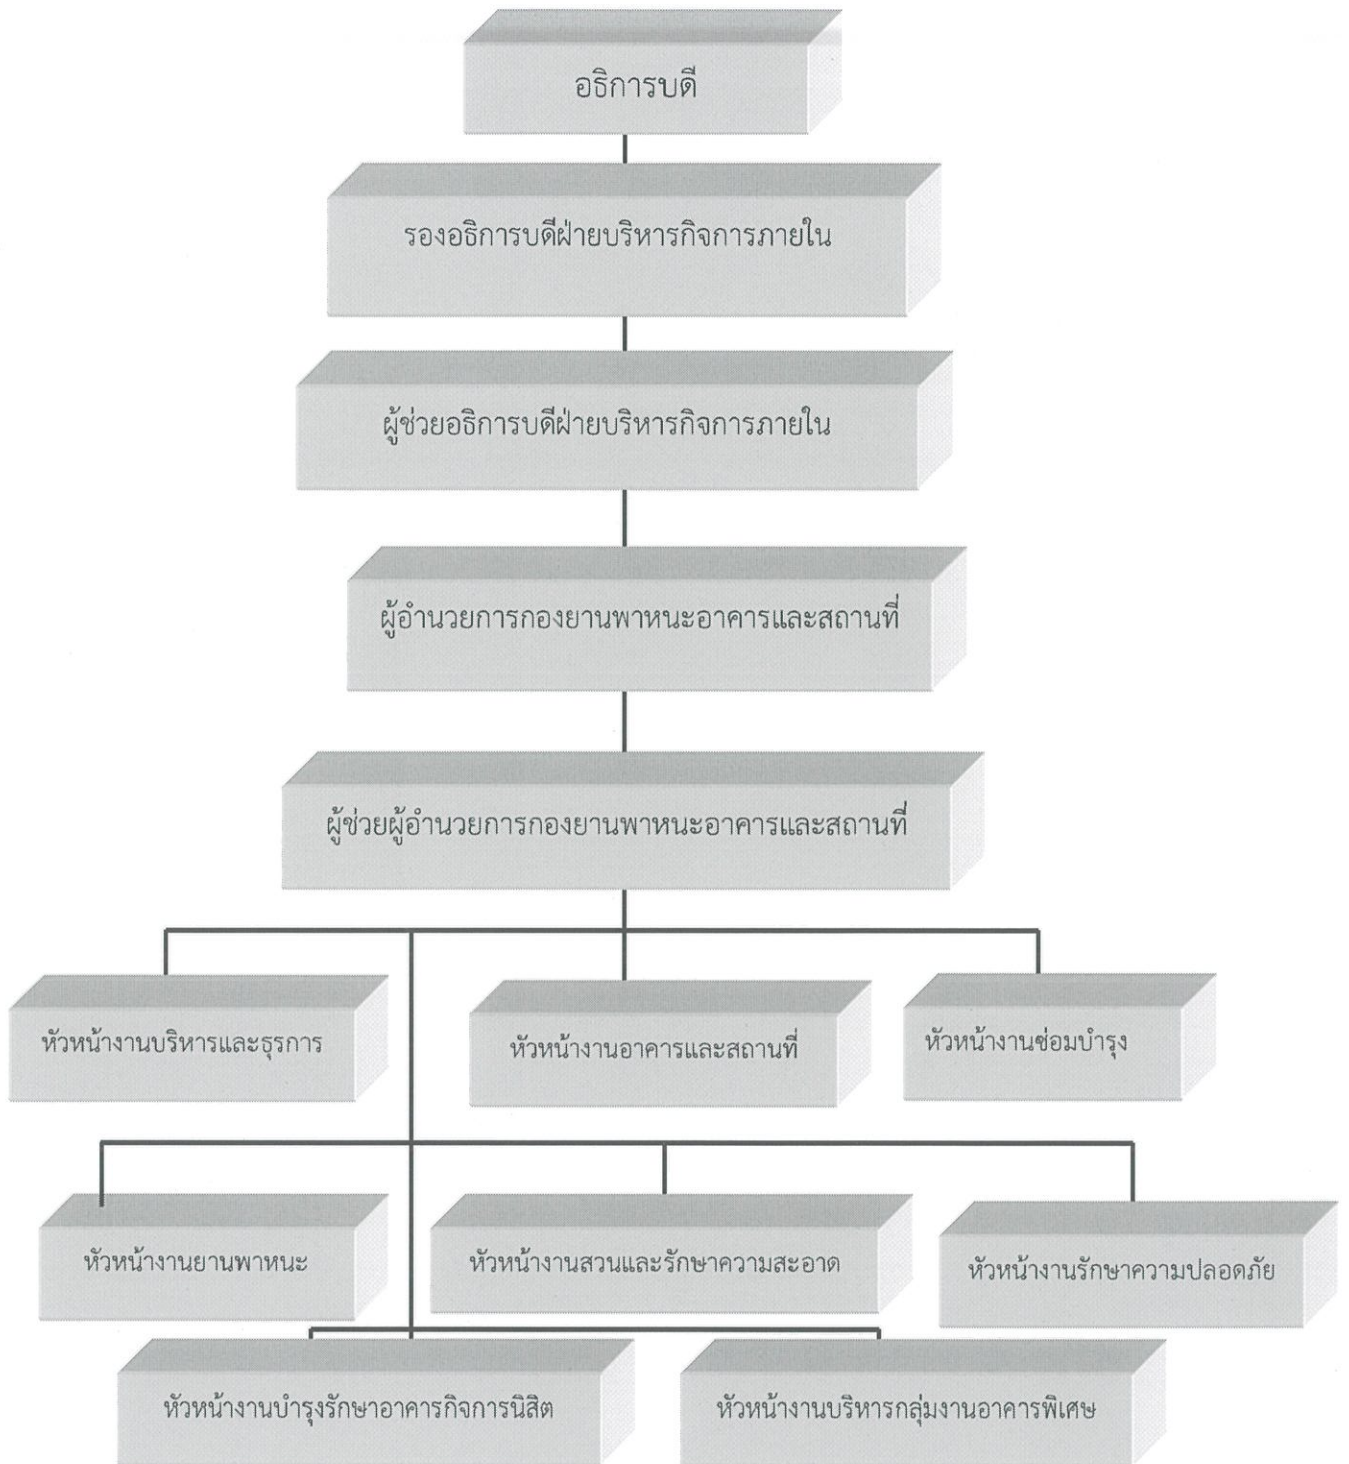 อธิการบดี
รองอธิการบดีฝ่ายบริหารกิจการภายใน
ผู้ช่วยอธิการบดีฝ่ายบริหารกิจการภายใน
ผู้อำนวยการกองยานพาหนะอาคารและสถานที่
ผู้ช่วยผู้อำนวยการกองยานพาหนะอาคารและสถานที่
หัวหน้างานบริหารและธุรการ
หัวหน้างานอาคารและสถานที่
หัวหน้างานซ่อมบำรุง
หัวหน้างานยานพาหนะ
หัวหน้างานสวนและรักษาความสะอาด
หัวหน้างานรักษาความปลอดภัย
หัวหน้างานบำรุงรักษาอาคารกิจการนิสิต
หัวหน้างานบริหารกลุ่มงานอาคารพิเศษ